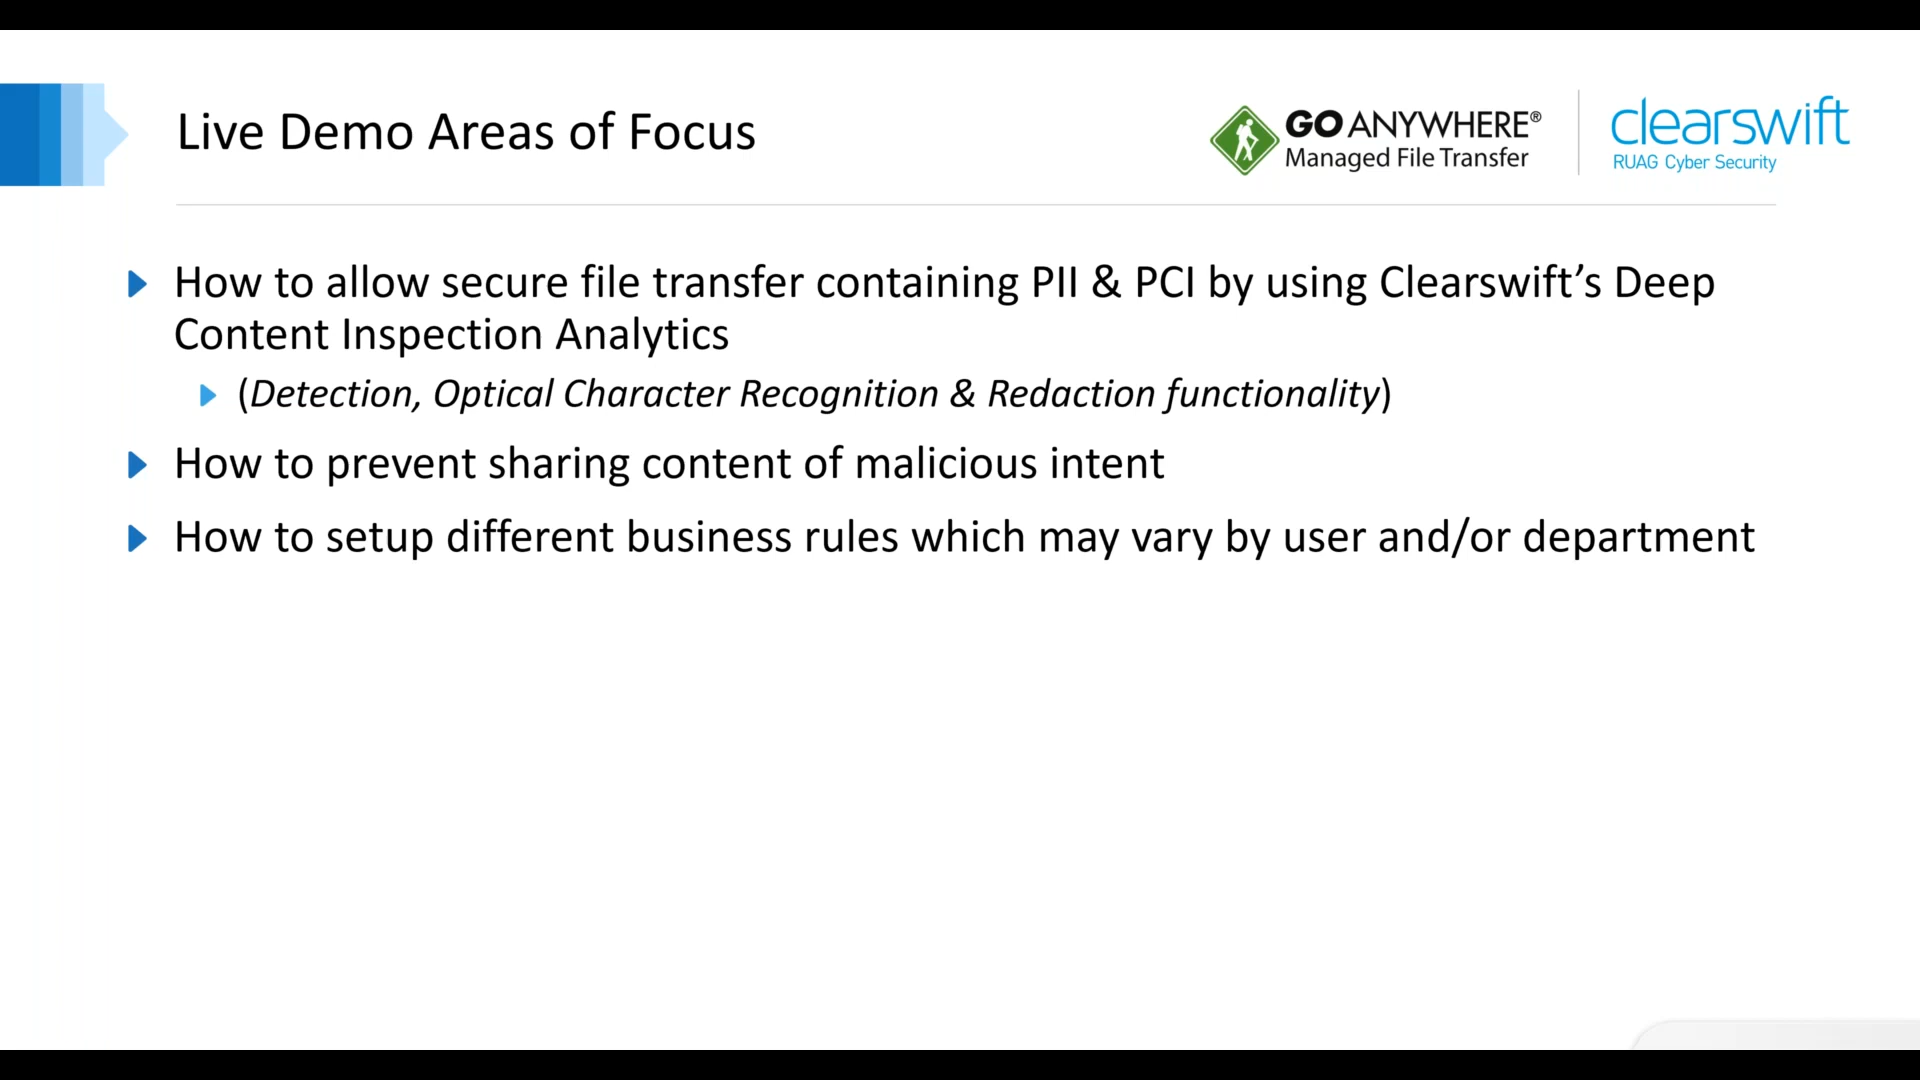 Live Demo Areas of Focus
GO ANYWHERE®
Managed File Transfer
clearswift
RUAG Cyber Security
How to allow secure file transfer containing PII & PCI by using Clearswift’s Deep
Content Inspection Analytics
(Detection, Optical Character Recognition & Redaction functionality)
How to prevent sharing content of malicious intent
How to setup different business rules which may vary by user and/or department